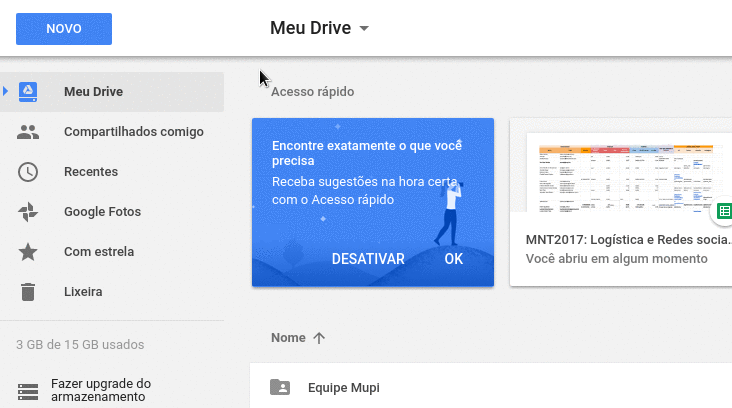 NOVO
Meu Drive
Meu Drive
Compartilhados comigo
Recentes
Google Fotos
Com estrela
Lixeira
3 GB de 15 GB usados
Fazer upgrade do
armazenamento
Acesso rápido
Encontre exatamente o que você
precisa
Receba sugestões na hora certa
com o Acesso rápido
DESATIVAR
OK
MNT2017: Logística e Redes socia...
Você abriu em algum momento
Nome
Equipe Mupi